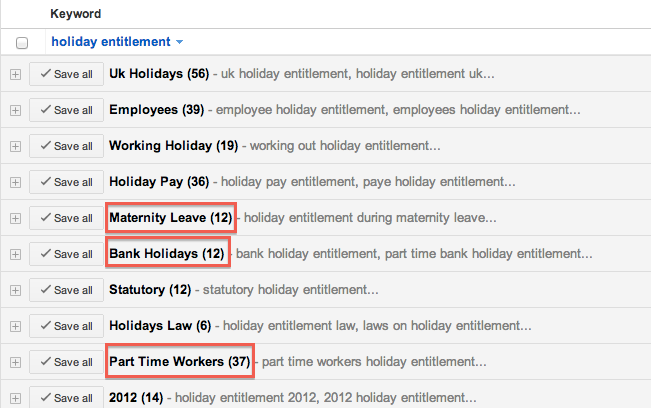 Keyword
holiday entitlement
Save all Uk Holidays (56) - uk holiday entitlement, holiday entitlement uk...
Save all Employees (39) - employee holiday entitlement, employees holiday entitlement...
Save all Working Holiday (19) - working out holiday entitlement...
Save all Holiday Pay (36) - holiday pay entitlement, paye holiday entitlement...
Save all Maternity Leave (12) - holiday entitlement during maternity leave...
Save all Bank Holidays (12) - bank holiday entitlement, part time bank holiday entitlement...
Save all Statutory (12) - statutory holiday entitlement...
Save all Holidays Law (6) - holiday entitlement law, laws on holiday entitlement...
Save all Part Time Workers (37) - part time workers holiday entitlement...
Save all 2012 (14) - holiday entitlement 2012, 2012 holiday entitlement...